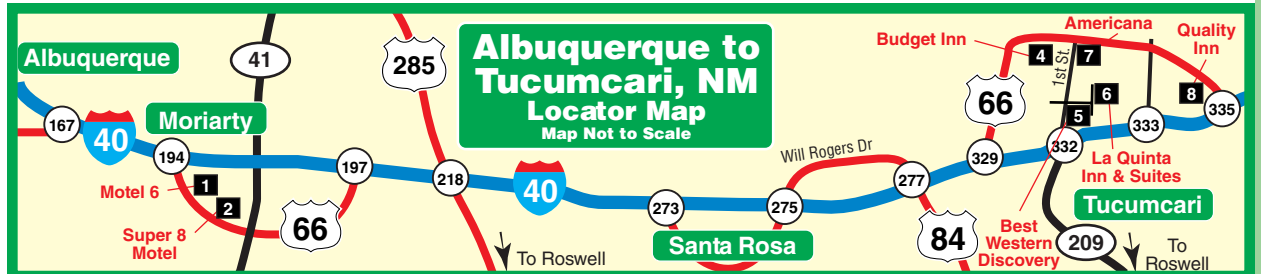 Albuquerque to
Tucumcari, NM
Locator Map
Map Not to Scale
Albuquerque
167
40
Moriarty
194
41
Motel 6
1
2
Super 8
Motel
66
197
285
218
To Roswell
40
273
Santa Rosa
275
Will Rogers Dr
277
84
329
66
Budget Inn
4
1st St.
Americana
7
Quality
Inn
8
6
5
335
333
332
La Quinta
Inn & Suites
Tucumcari
Best
Western
Discovery
209
To
Roswell